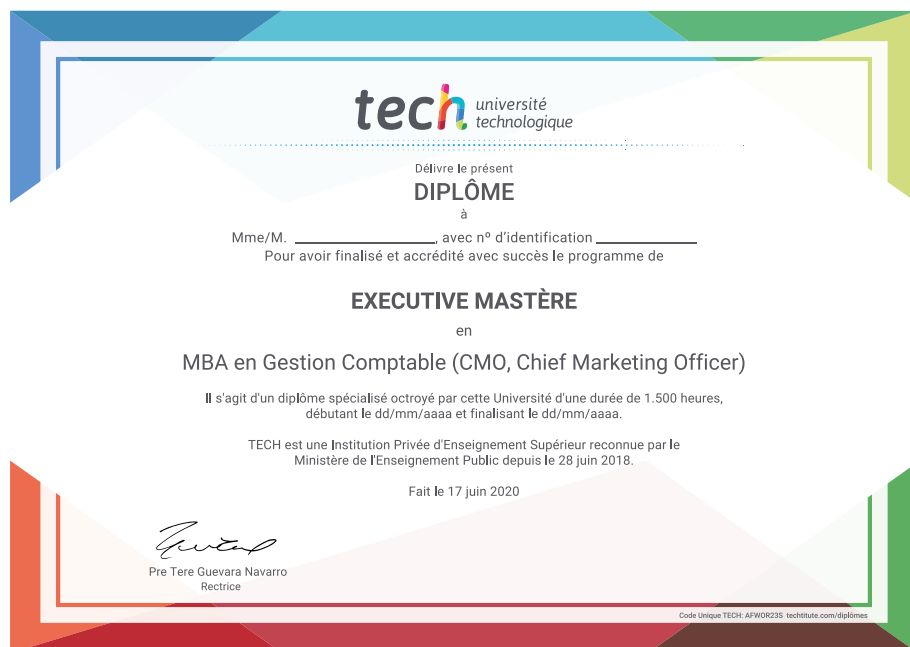 tech université
technologique
Délivre le présent
DIPLÔME
à
Mme/M. ____________________, avec nº d'identification ______________
Pour avoir finalisé et accrédité avec succès le programme de
EXECUTIVE MASTÈRE
en
MBA en Gestion Comptable (CMO, Chief Marketing Officer)
Il s'agit d'un diplôme spécialisé octroyé par cette Université d'une durée de 1.500 heures,
débutant le dd/mm/aaaa et finalisant le dd/mm/aaaa.
TECH est une Institution Privée d'Enseignement Supérieur reconnue par le
Ministère de l'Enseignement Public depuis le 28 juin 2018.
Fait le 17 juin 2020
Pre Tere Guevara Navarro
Rectrice
Code Unique TECH: AFWOR23S techtitute.com/diplômes